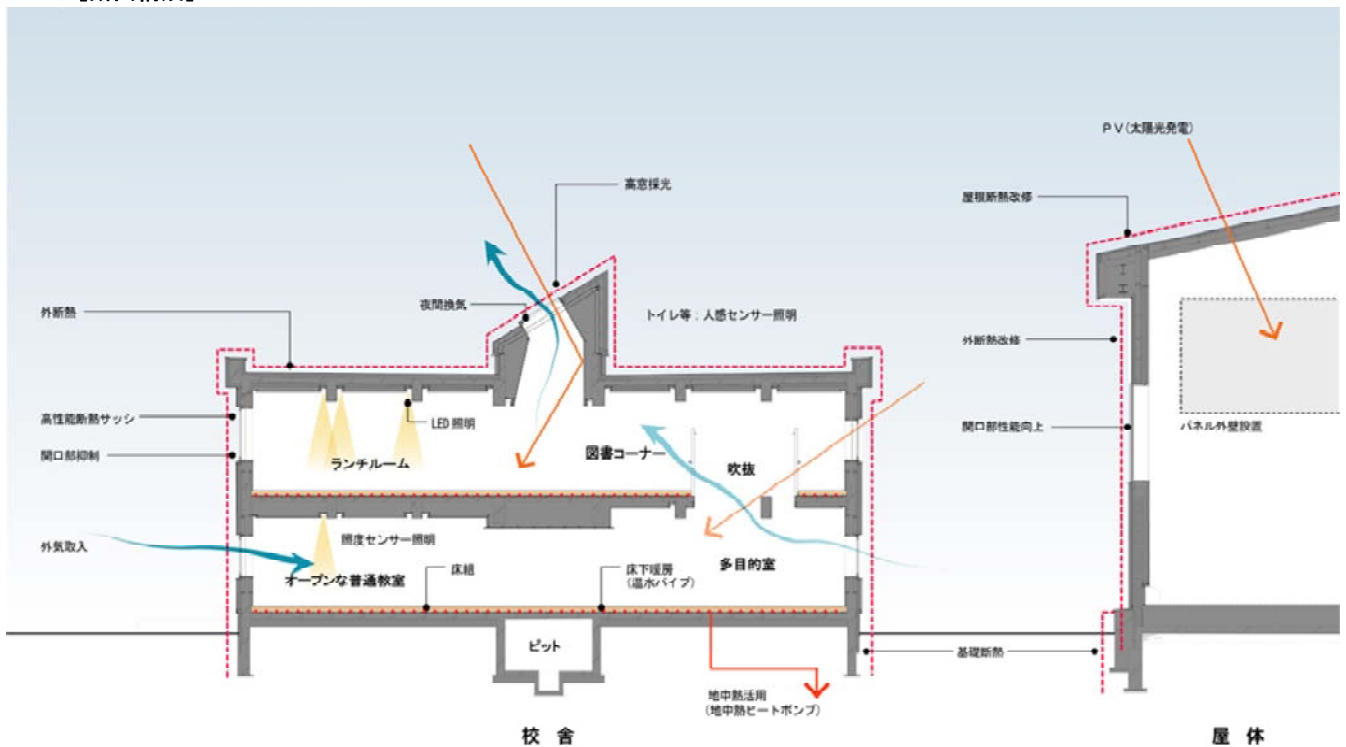 PV(太陽光発電)
高窓採光
屋根断熱改修
夜間換気
外断熱
トイレ等：人感センサー照明
外断熱改修
高性能断熱サッシ
LED 照明
開口部性能向上
パネル外壁設置
開口部抑制
ランチルーム
図書コーナー
吹抜
外気取入
照度センサー照明
床組
床下暖房
（温水パイプ）
多目的室
オープンな普通教室
ピット
基礎断熱
地中熱活用
（地中熱ヒートポンプ）
校 舎
屋 体